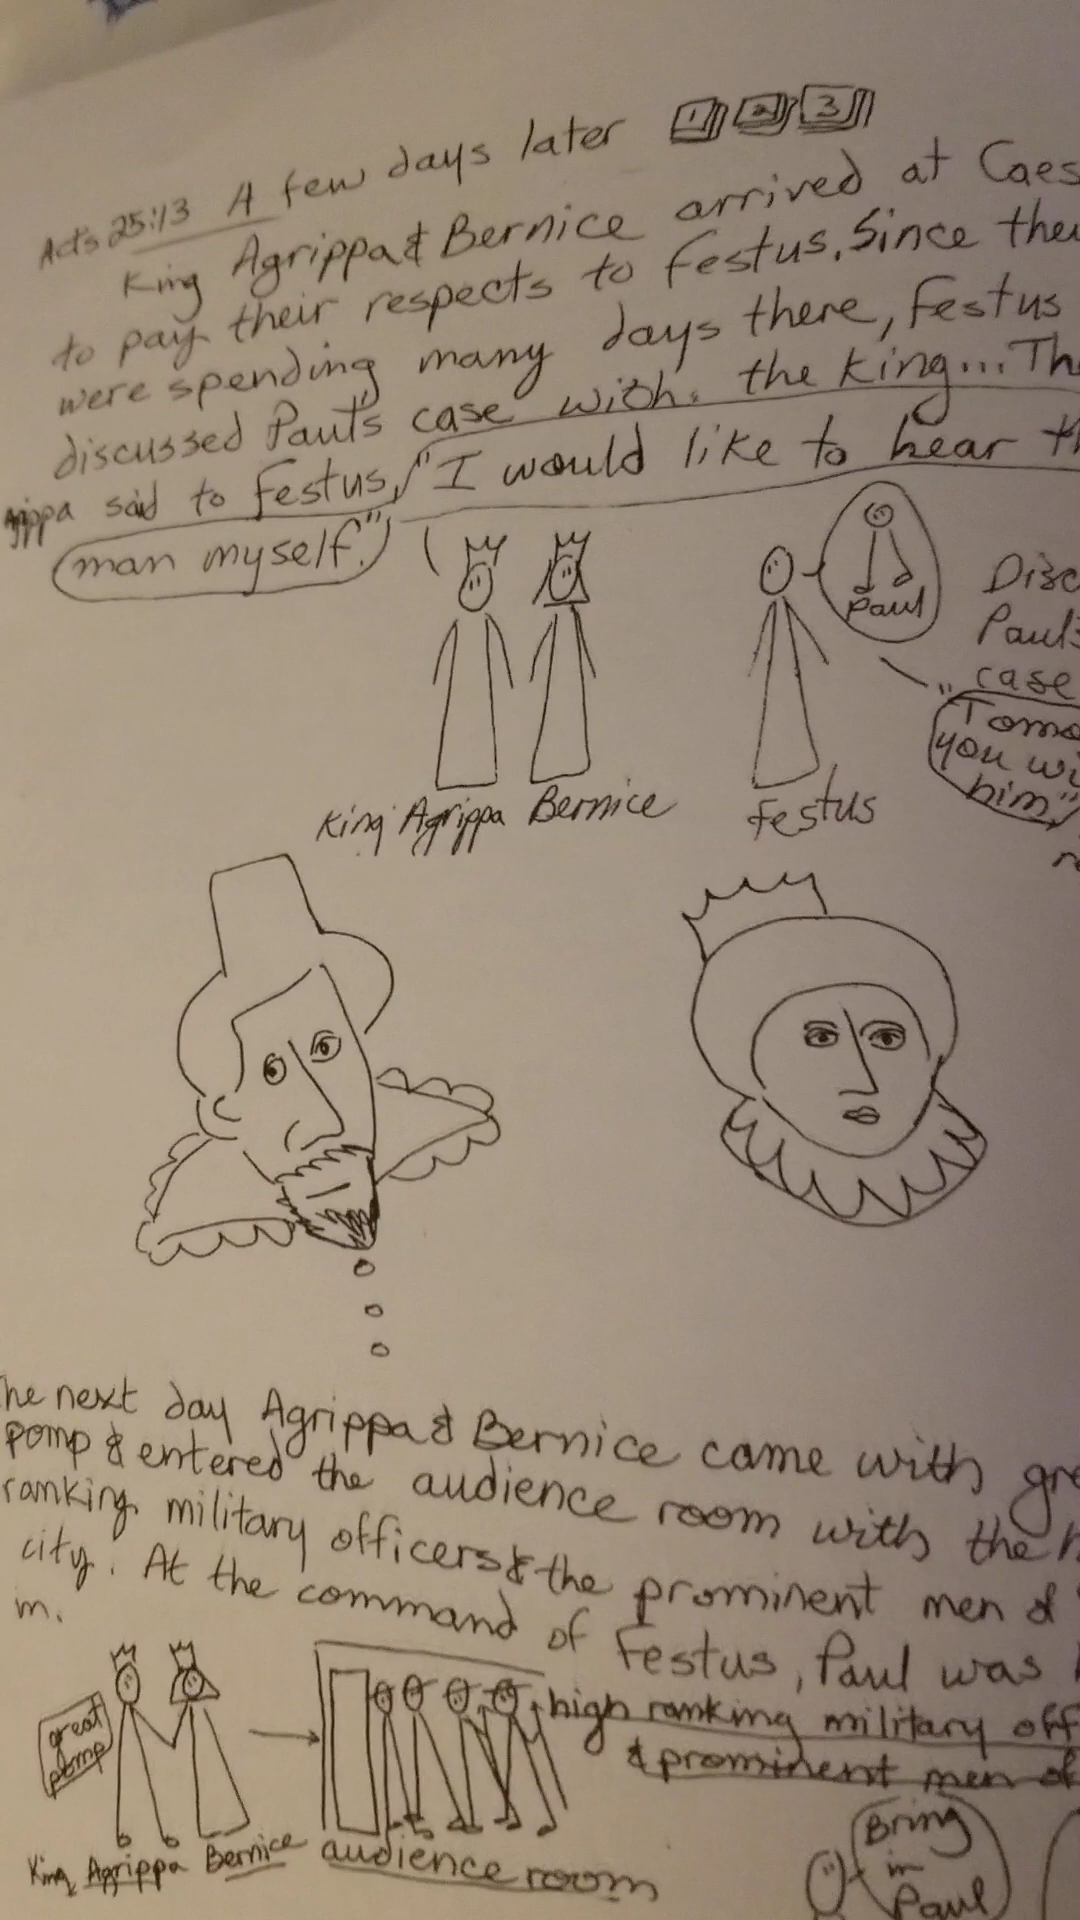 Acts 25:13 A few days later 1 2 3
King Agrippa & Bernice arrived at Caes
to pay their respects to Festus. Since they
were spending many days there, Festus
discussed Paul's case with the king... The
Agrippa said to Festus, "I would like to hear th
man myself."
Paul
Disc
Paul's
case
"Tomo
you wi
him"
King Agrippa Bernice
Festus
The next day Agrippa & Bernice came with gre
pomp & entered the audience room with the h
ranking military officers & the prominent men of
city. At the command of Festus, Paul was
in.
great
pomp
high ranking military off
& prominent men of
King Agrippa Bernice
audience room
Bring
in
Paul